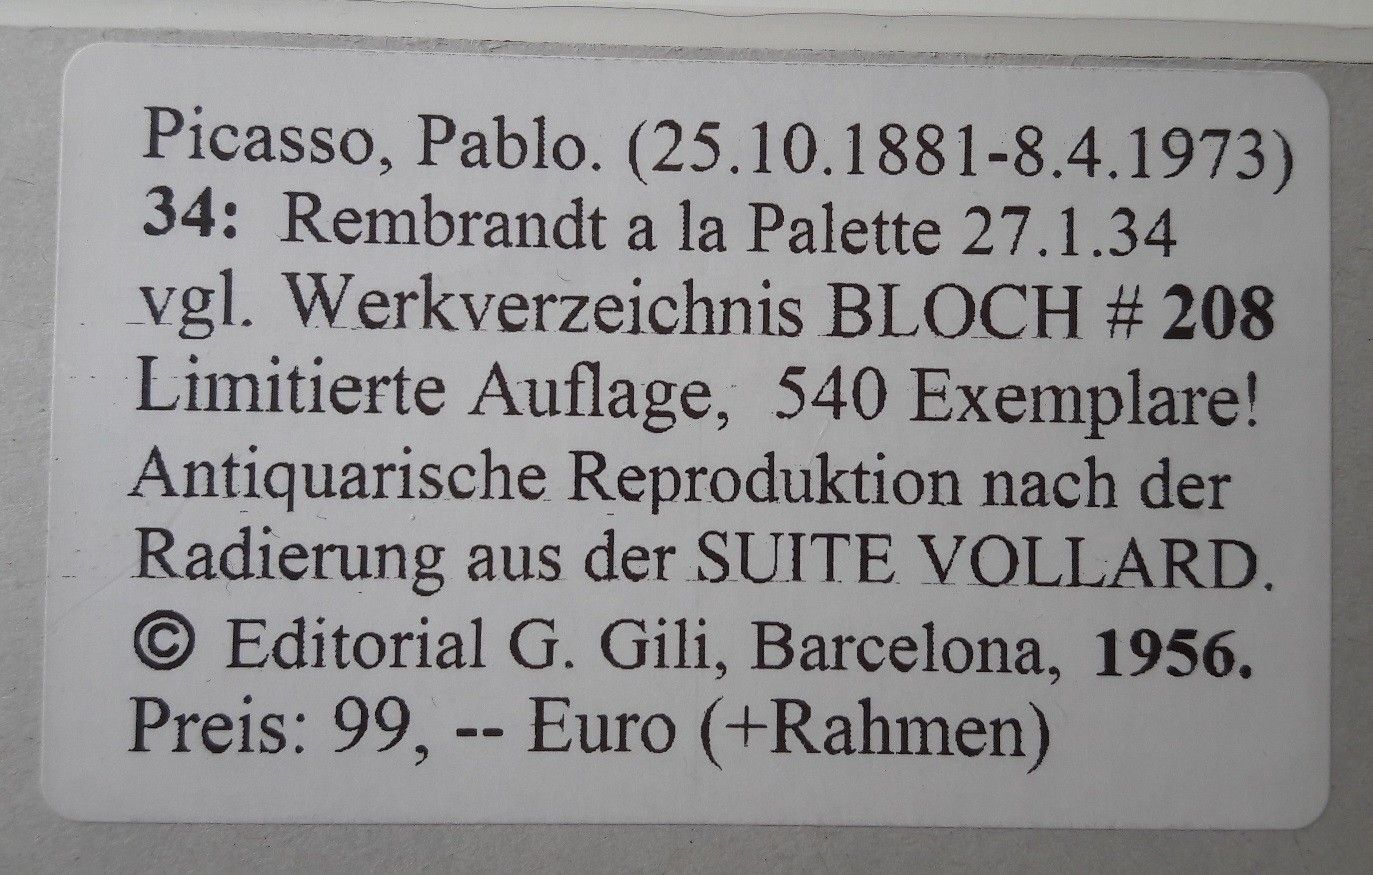 Picasso, Pablo. (25.10.1881-8.4.1973)
34: Rembrandt a la Palette 27.1.34
vgl. Werkverzeichnis BLOCH # 208
Limitierte Auflage, 540 Exemplare!
Antiquarische Reproduktion nach der
Radierung aus der SUITE VOLLARD.
© Editorial G. Gili, Barcelona, 1956.
Preis: 99, -- Euro (+Rahmen)